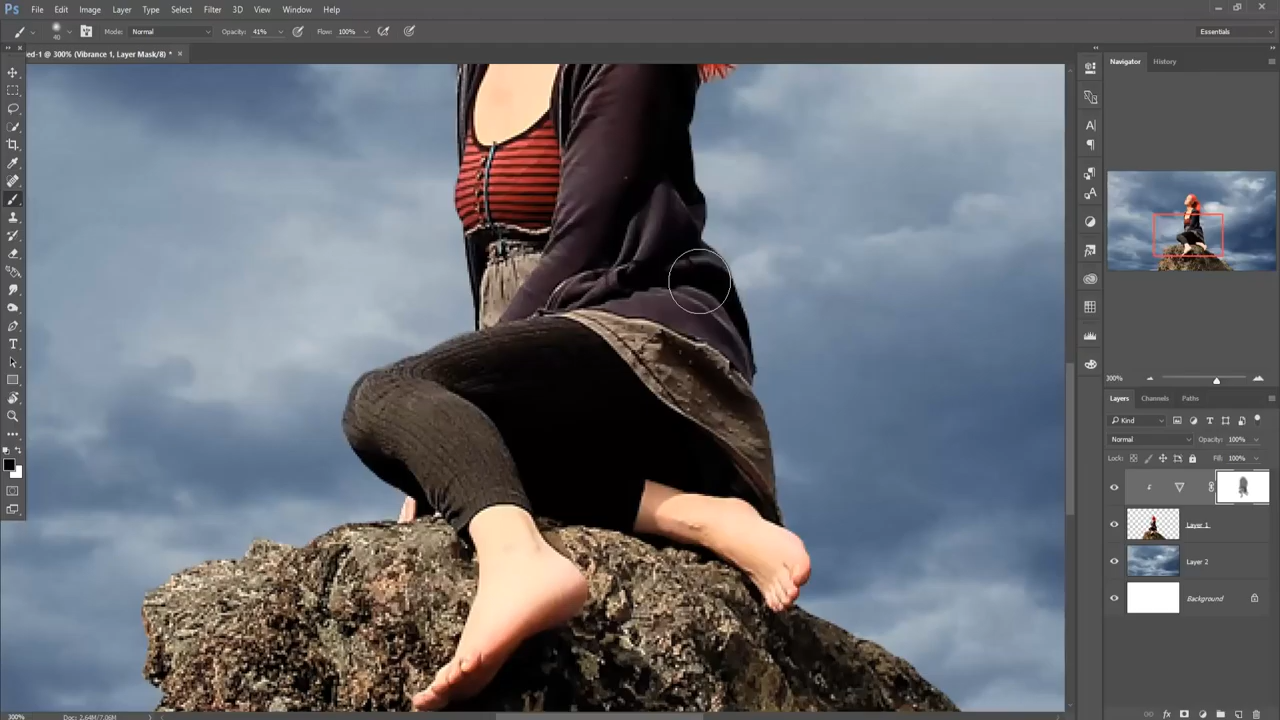 Ps File Edit Image Layer Type Select Filter 3D View Window Help
40 Mode: Normal Opacity: 41% Flow: 100% Essentials
ed-1 @ 300% (Vibrance 1, Layer Mask/8) * ×
Navigator History
300%
Layers Channels Paths
Kind
Normal Opacity: 100%
Lock: Fill: 100%
Layer 1
Layer 2
Background
300% Doc: 2.64M/7.06M